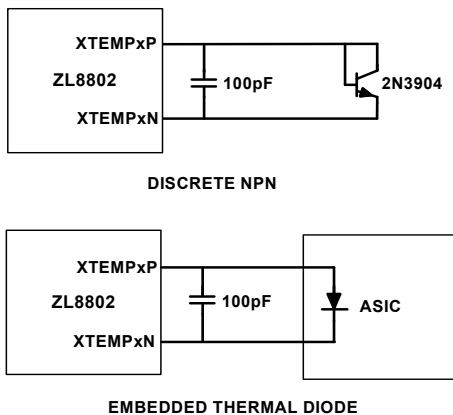 XTEMPxP
ZL8802
100pF
2N3904
XTEMPxN
DISCRETE NPN
XTEMPxP
ZL8802
100pF
ASIC
XTEMPxN
EMBEDDED THERMAL DIODE